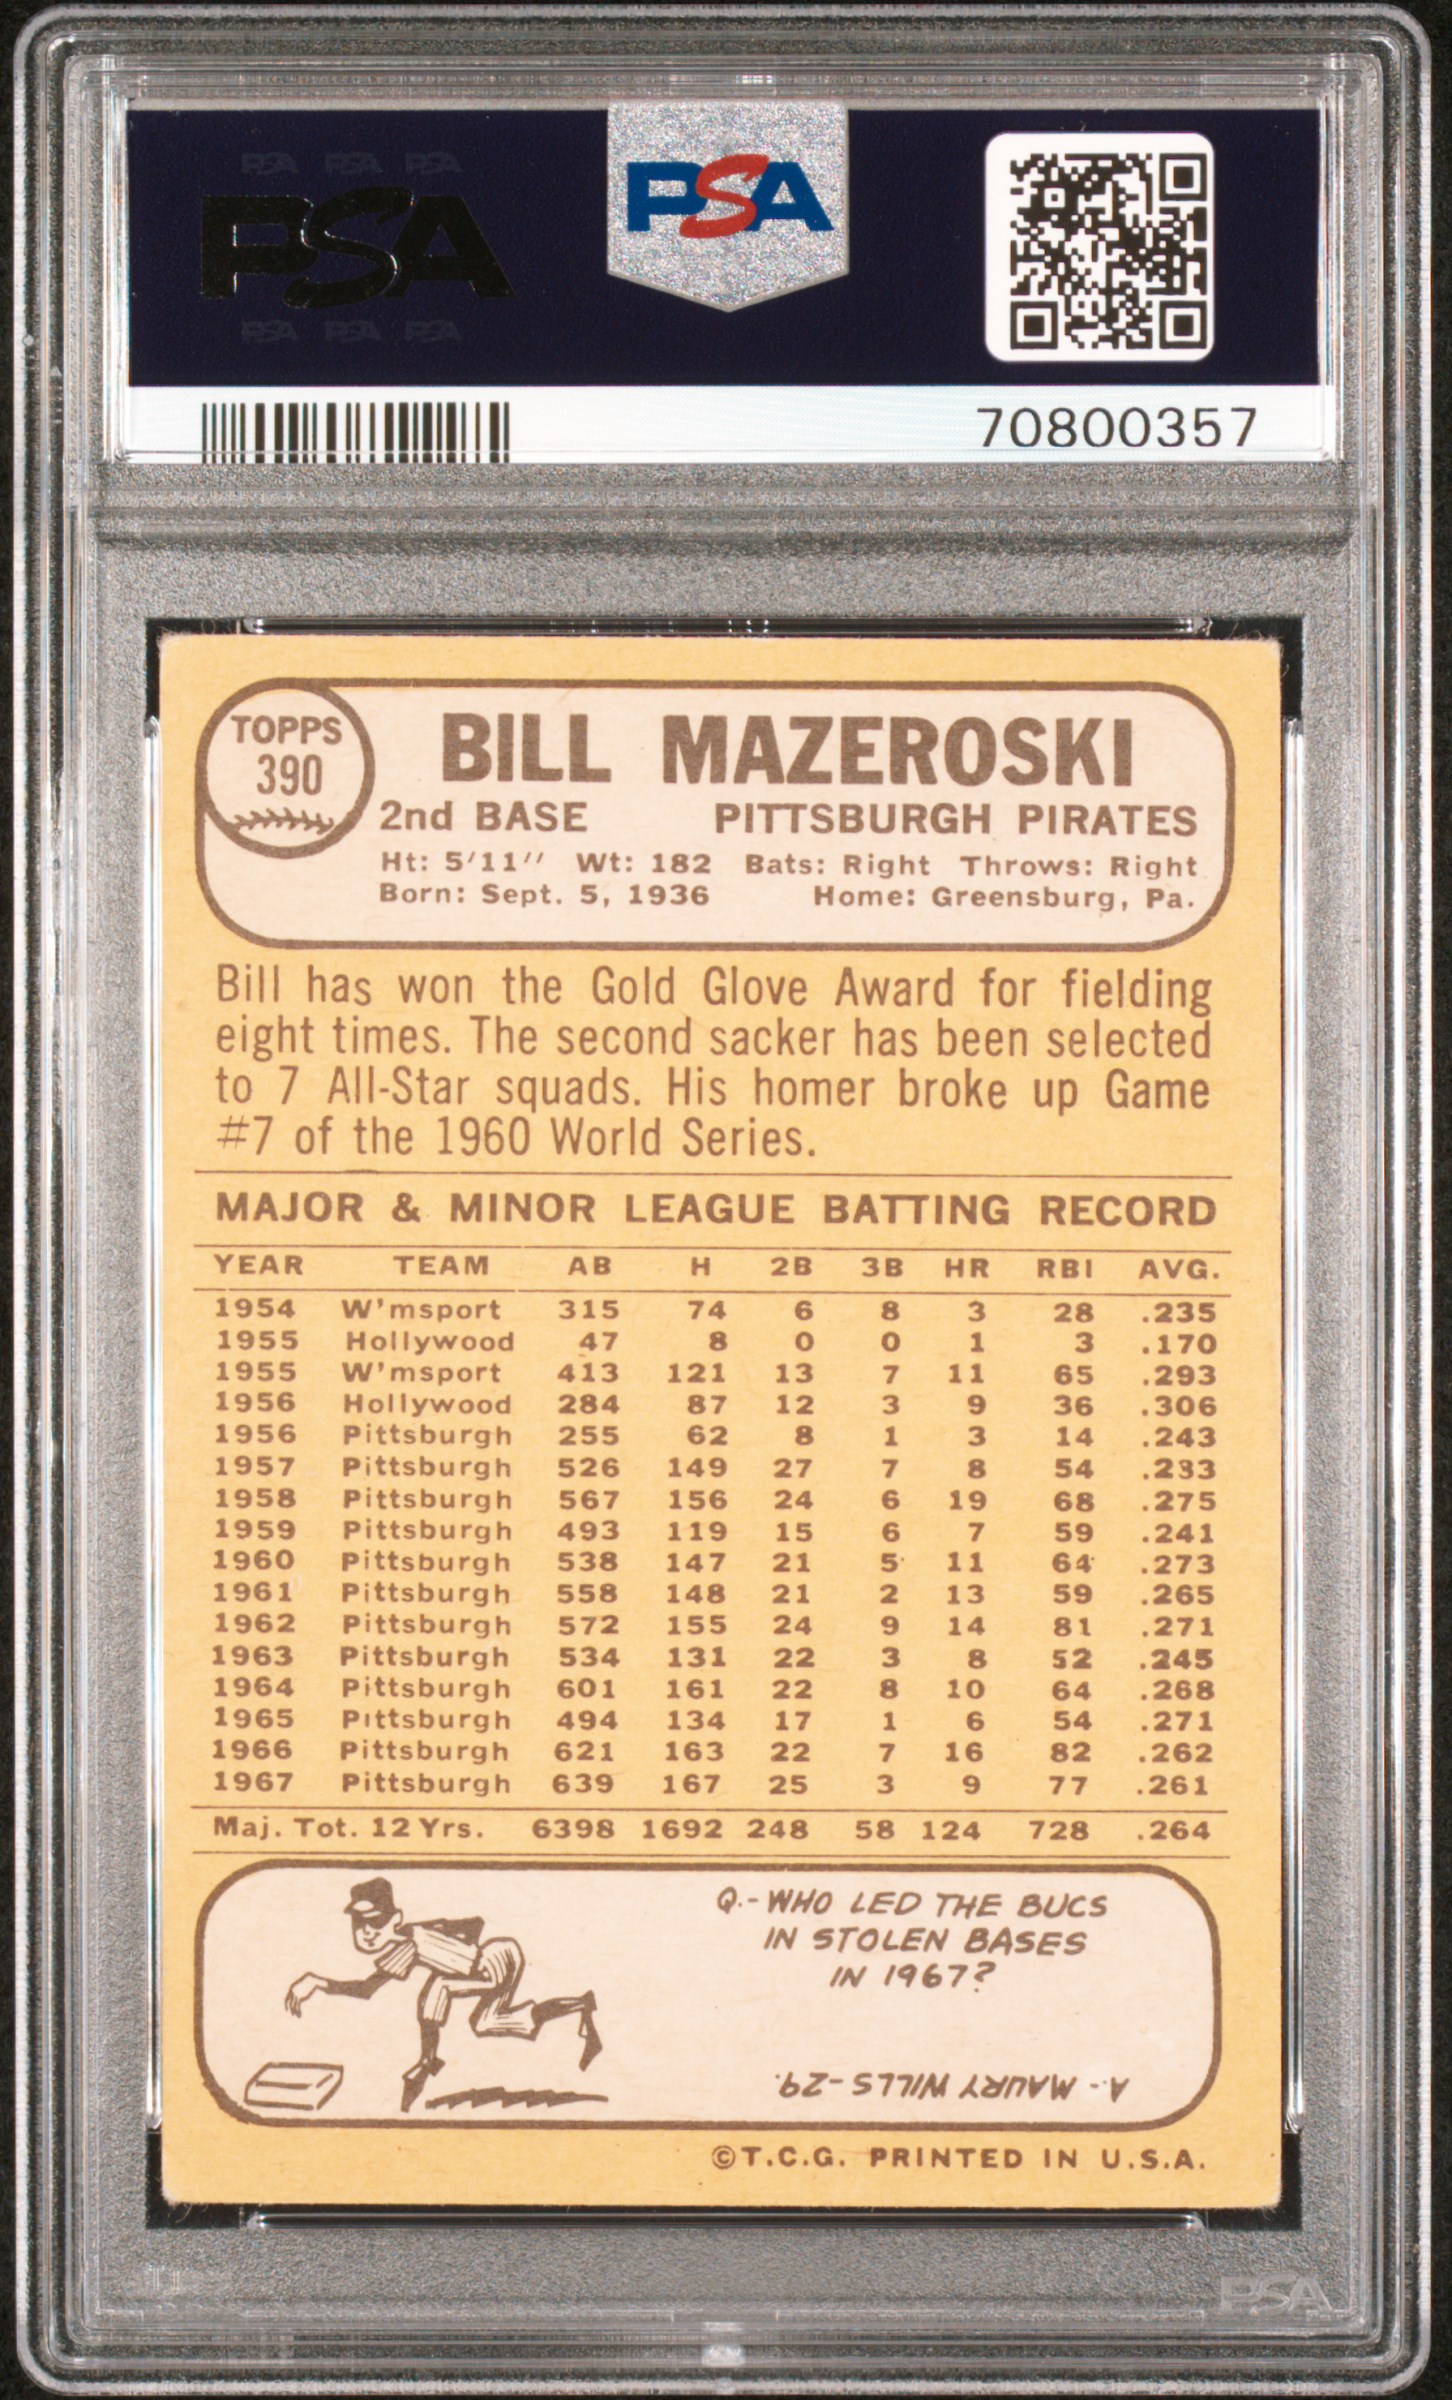 PSA PSA PSA
PSA
PSA PSA PSA
PSA
70800357
TOPPS
390
BILL MAZEROSKI
2nd BASE PITTSBURGH PIRATES
Ht: 5'11" Wt: 182 Bats: Right Throws: Right
Born: Sept. 5, 1936 Home: Greensburg, Pa.
Bill has won the Gold Glove Award for fielding
eight times. The second sacker has been selected
to 7 All-Star squads. His homer broke up Game
#7 of the 1960 World Series.
MAJOR & MINOR LEAGUE BATTING RECORD
YEAR TEAM AB H 2B 3B HR RBI AVG.
1954 W'msport 315 74 6 8 3 28 .235
1955 Hollywood 47 8 0 0 1 3 .170
1955 W'msport 413 121 13 7 11 65 .293
1956 Hollywood 284 87 12 3 9 36 .306
1956 Pittsburgh 255 62 8 1 3 14 .243
1957 Pittsburgh 526 149 27 7 8 54 .283
1958 Pittsburgh 567 156 24 6 19 68 .275
1959 Pittsburgh 493 119 15 6 7 59 .241
1960 Pittsburgh 538 147 21 5 11 64 .273
1961 Pittsburgh 558 148 21 2 13 59 .265
1962 Pittsburgh 572 155 24 9 14 81 .271
1963 Pittsburgh 534 131 22 3 8 52 .245
1964 Pittsburgh 601 161 22 8 10 64 .268
1965 Pittsburgh 494 134 17 1 6 54 .271
1966 Pittsburgh 621 163 22 7 16 82 .262
1967 Pittsburgh 639 167 25 3 9 77 .261
Maj. Tot. 12 Yrs. 6398 1692 248 58 124 728 .264
Q.-WHO LED THE BUCS
IN STOLEN BASES
IN 1967?
A.-MAURY WILLS-29.
©T.C.G. PRINTED IN U.S.A.
PSA